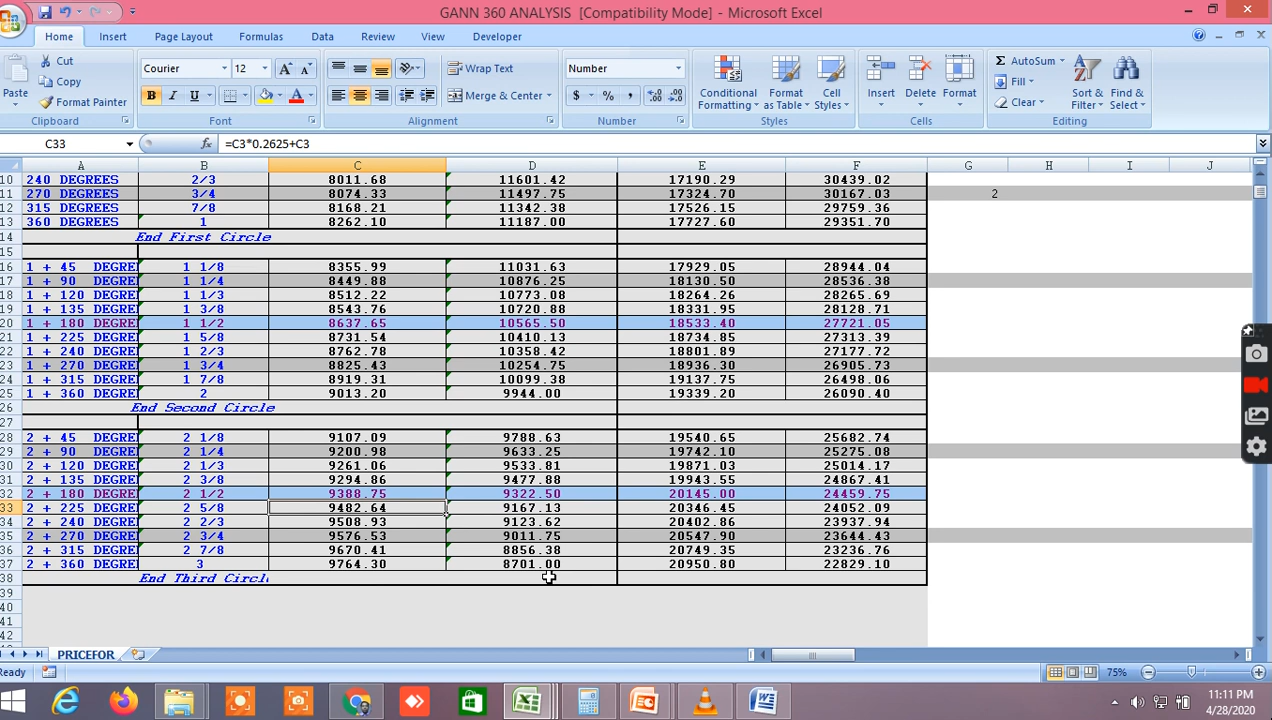 GANN 360 ANALYSIS [Compatibility Mode] - Microsoft Excel
Home Insert Page Layout Formulas Data Review View Developer
Paste Cut Copy Format Painter Clipboard
Courier 12 A A B I U A Font
Wrap Text Merge & Center Alignment
Number $ % , .0 .00 .00 .0 Number
Conditional Formatting Format as Table Cell Styles Styles
Insert Delete Format Cells
Σ AutoSum Fill Clear Sort & Filter Find & Select Editing
C33 fx =C3*0.2625+C3
A B C D E F G H I J
10 240 DEGREES 2/3 8011.68 11601.42 17190.29 30439.02
11 270 DEGREES 3/4 8074.33 11497.75 17324.70 30167.03 2
12 315 DEGREES 7/8 8168.21 11342.38 17526.15 29759.36
13 360 DEGREES 1 8262.10 11187.00 17727.60 29351.70
14 End First Circle
15
16 1 + 45 DEGRE 1 1/8 8355.99 11031.63 17929.05 28944.04
17 1 + 90 DEGRE 1 1/4 8449.88 10876.25 18130.50 28536.38
18 1 + 120 DEGRE 1 1/3 8512.22 10773.08 18264.26 28265.69
19 1 + 135 DEGRE 1 3/8 8543.76 10720.88 18331.95 28128.71
20 1 + 180 DEGRE 1 1/2 8637.65 10565.50 18533.40 27721.05
21 1 + 225 DEGRE 1 5/8 8731.54 10410.13 18734.85 27313.39
22 1 + 240 DEGRE 1 2/3 8762.78 10358.42 18801.89 27177.72
23 1 + 270 DEGRE 1 3/4 8825.43 10254.75 18936.30 26905.73
24 1 + 315 DEGRE 1 7/8 8919.31 10099.38 19137.75 26498.06
25 1 + 360 DEGRE 2 9013.20 9944.00 19339.20 26090.40
26 End Second Circle
27
28 2 + 45 DEGRE 2 1/8 9107.09 9788.63 19540.65 25682.74
29 2 + 90 DEGRE 2 1/4 9200.98 9633.25 19742.10 25275.08
30 2 + 120 DEGRE 2 1/3 9261.06 9533.81 19871.03 25014.17
31 2 + 135 DEGRE 2 3/8 9294.86 9477.88 19943.55 24867.41
32 2 + 180 DEGRE 2 1/2 9388.75 9322.50 20145.00 24459.75
33 2 + 225 DEGRE 2 5/8 9482.64 9167.13 20346.45 24052.09
34 2 + 240 DEGRE 2 2/3 9508.93 9123.62 20402.86 23937.94
35 2 + 270 DEGRE 2 3/4 9576.53 9011.75 20547.90 23644.43
36 2 + 315 DEGRE 2 7/8 9670.41 8856.38 20749.35 23236.76
37 2 + 360 DEGRE 3 9764.30 8701.00 20950.80 22829.10
38 End Third Circl
39
40
41
42
PRICEFOR
Ready 75%
11:11 PM
4/28/2020